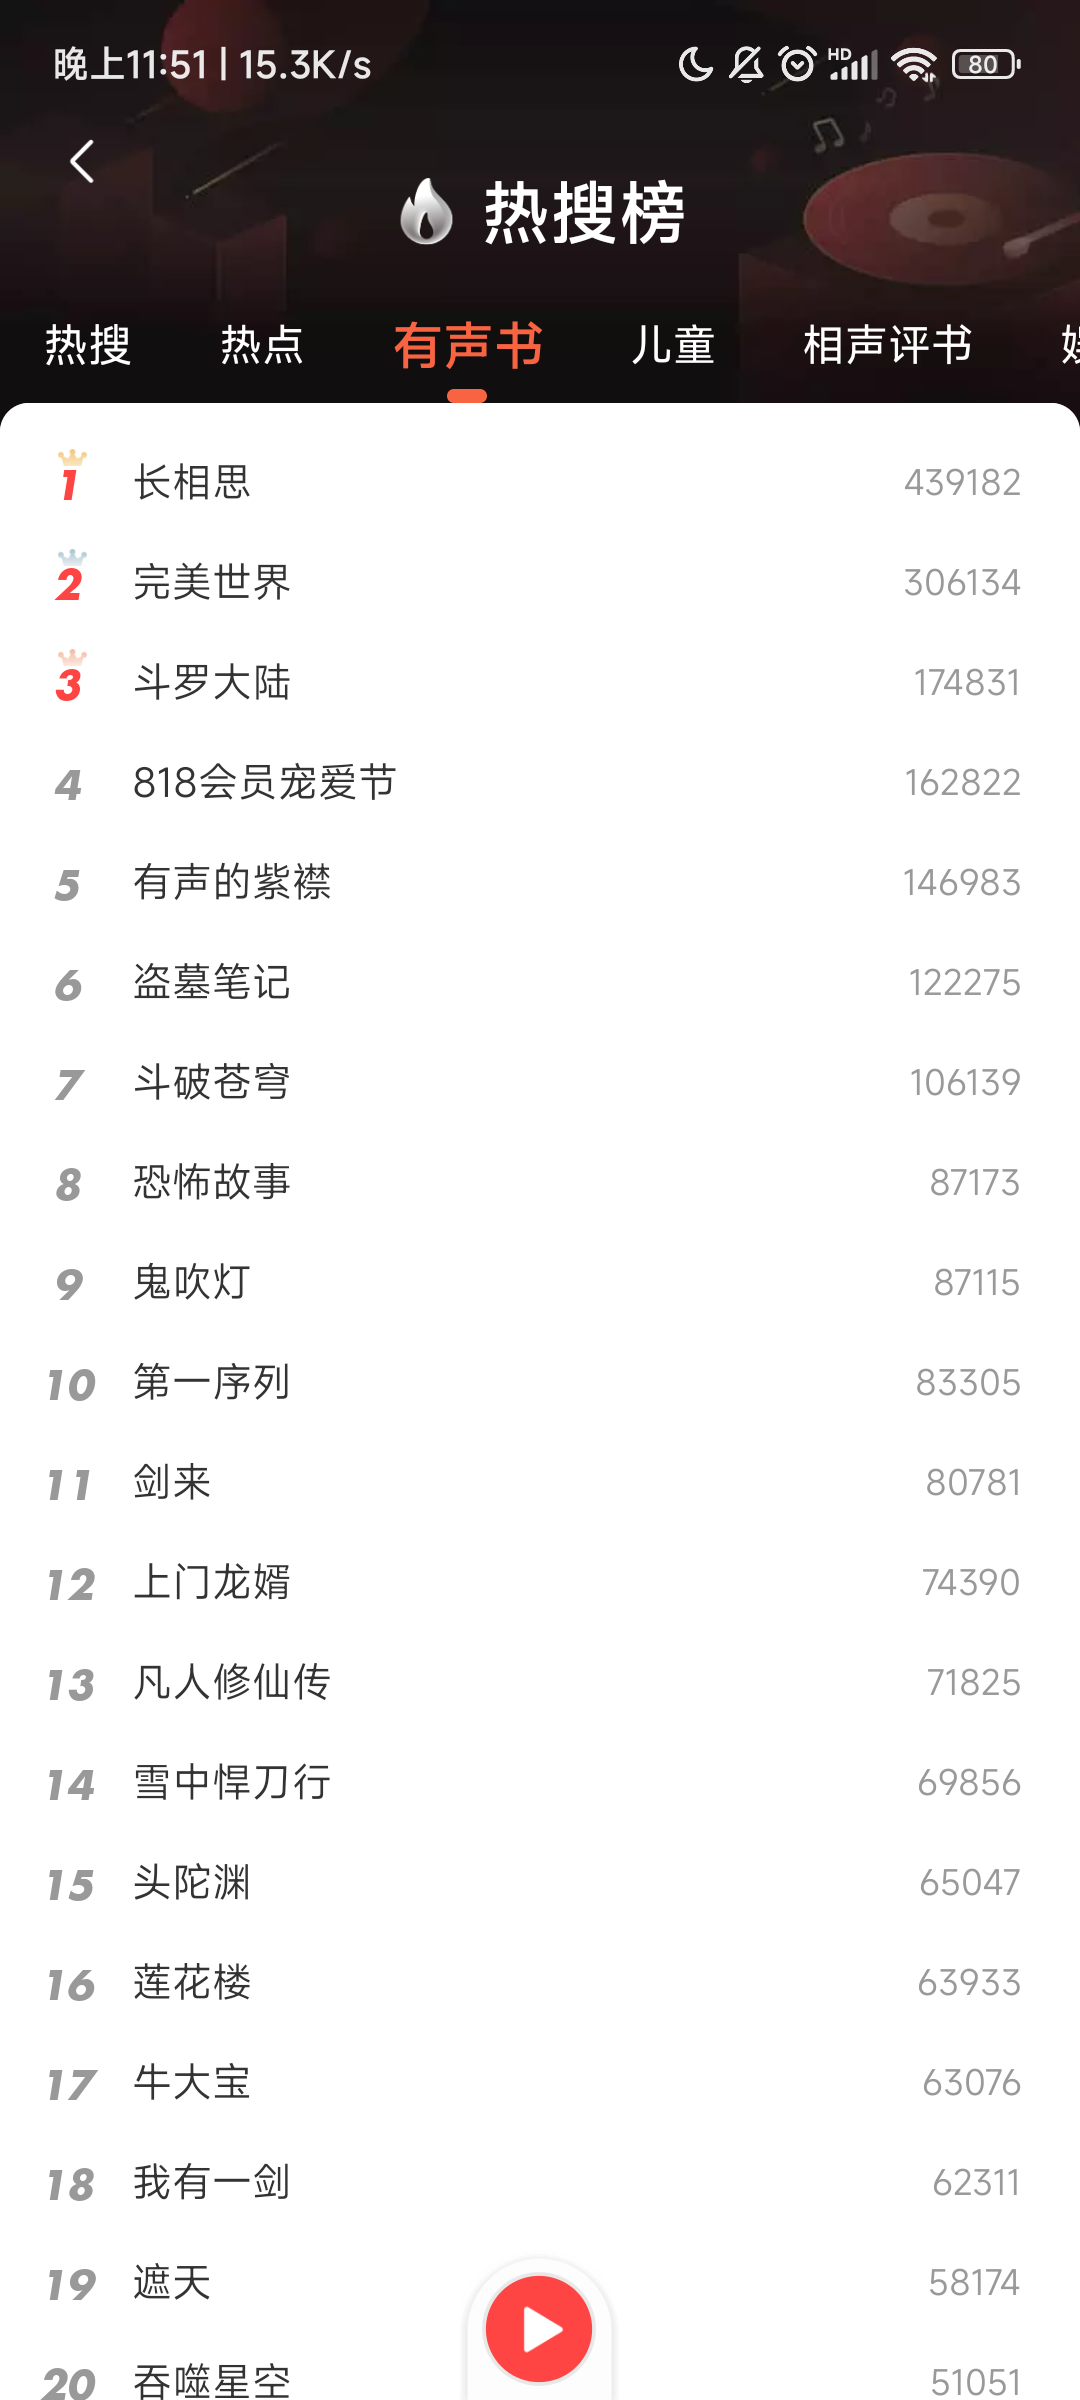 晚上11:51 | 15.3K/s
HD
80
热搜榜
热搜 热点 有声书 儿童 相声评书
1 长相思 439182
2 完美世界 306134
3 斗罗大陆 174831
4 818会员宠爱节 162822
5 有声的紫襟 146983
6 盗墓笔记 122275
7 斗破苍穹 106139
8 恐怖故事 87173
9 鬼吹灯 87115
10 第一序列 83305
11 剑来 80781
12 上门龙婿 74390
13 凡人修仙传 71825
14 雪中悍刀行 69856
15 头陀渊 65047
16 莲花楼 63933
17 牛大宝 63076
18 我有一剑 62311
19 遮天 58174
20 吞噬星空 51051